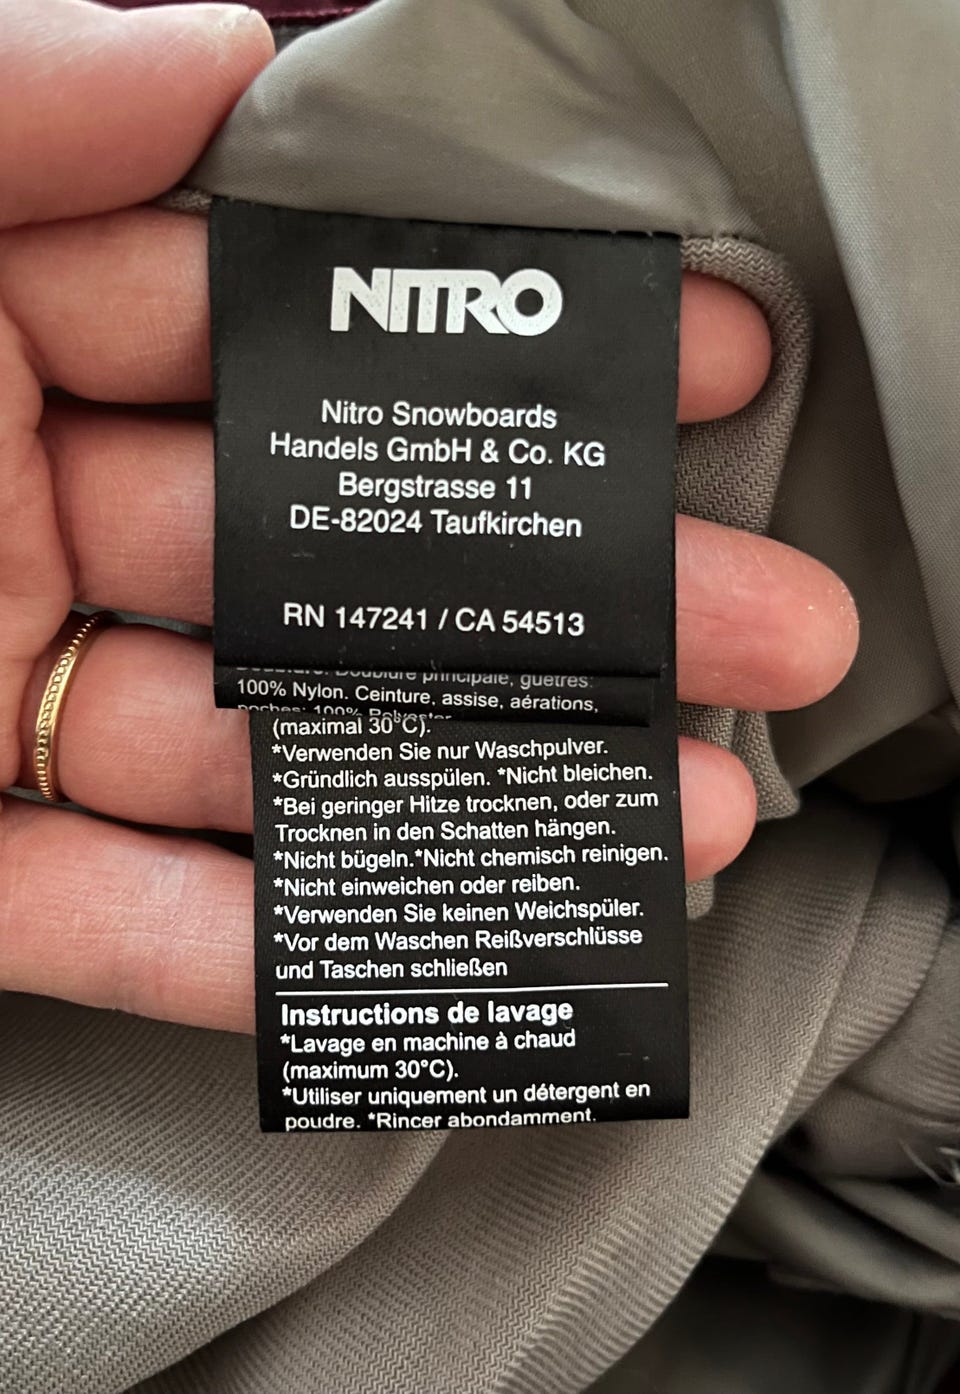 NITRO
Nitro Snowboards
Handels GmbH & Co. KG
Bergstrasse 11
DE-82024 Taufkirchen
RN 147241 / CA 54513
principale, guêtres:
100% Nylon. Ceinture, assise, aérations,
poches: 100%
(maximal 30°C).
*Verwenden Sie nur Waschpulver.
*Gründlich ausspülen. *Nicht bleichen.
*Bei geringer Hitze trocknen, oder zum
Trocknen in den Schatten hängen.
*Nicht bügeln.*Nicht chemisch reinigen.
*Nicht einweichen oder reiben.
*Verwenden Sie keinen Weichspüler.
*Vor dem Waschen Reißverschlüsse
und Taschen schließen
Instructions de lavage
*Lavage en machine à chaud
(maximum 30°C).
*Utiliser uniquement un détergent en
poudre. *Rincer abondamment.